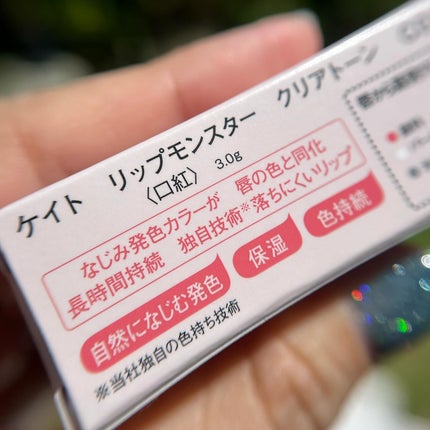 ケイト リップモンスター クリアトーン
〈口紅〉 3.0g
なじみ発色カラーが 唇の色と同化
長時間持続 独自技術※落ちにくいリップ
自然になじむ発色 保湿 色持続
※当社独自の色持ち技術